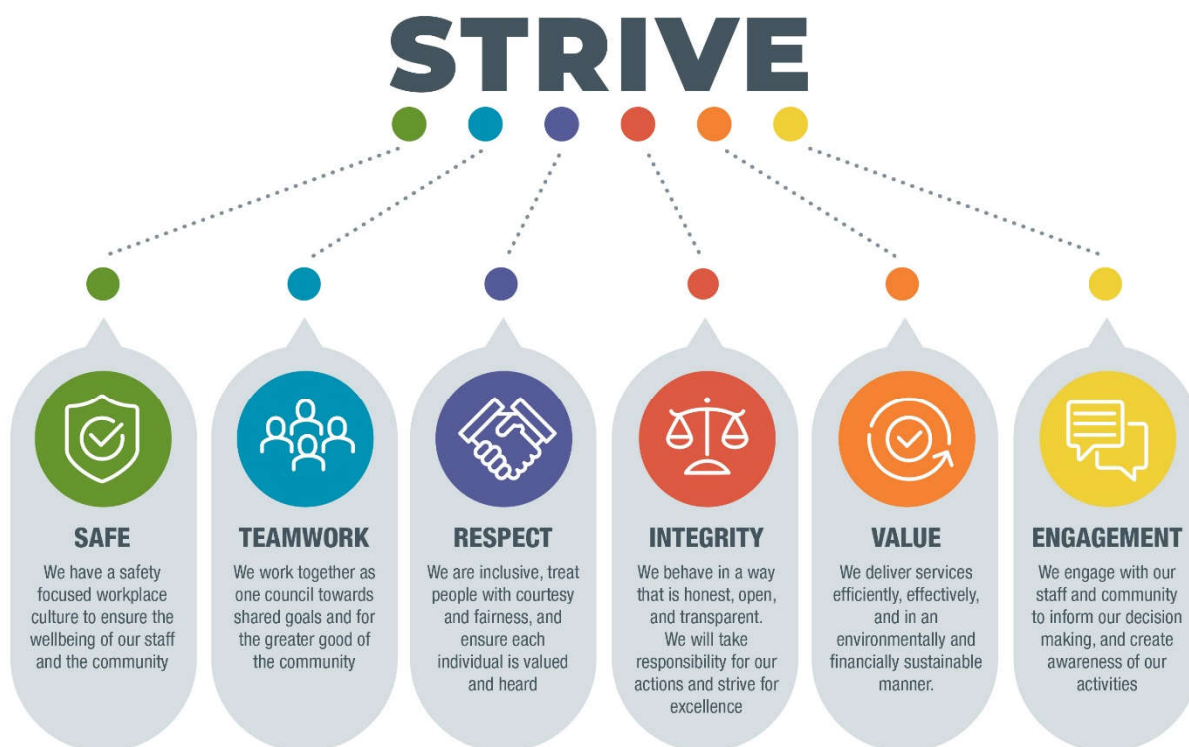 STRIVE
SAFE
We have a safety
focused workplace
culture to ensure the
wellbeing of our staff
and the community
TEAMWORK
We work together as
one council towards
shared goals and for
the greater good of
the community
RESPECT
We are inclusive, treat
people with courtesy
and fairness, and
ensure each
individual is valued
and heard
INTEGRITY
We behave in a way
that is honest, open,
and transparent.
We will take
responsibility for our
actions and strive for
excellence
VALUE
We deliver services
efficiently, effectively,
and in an
environmentally and
financially sustainable
manner.
ENGAGEMENT
We engage with our
staff and community
to inform our decision
making, and create
awareness of our
activities